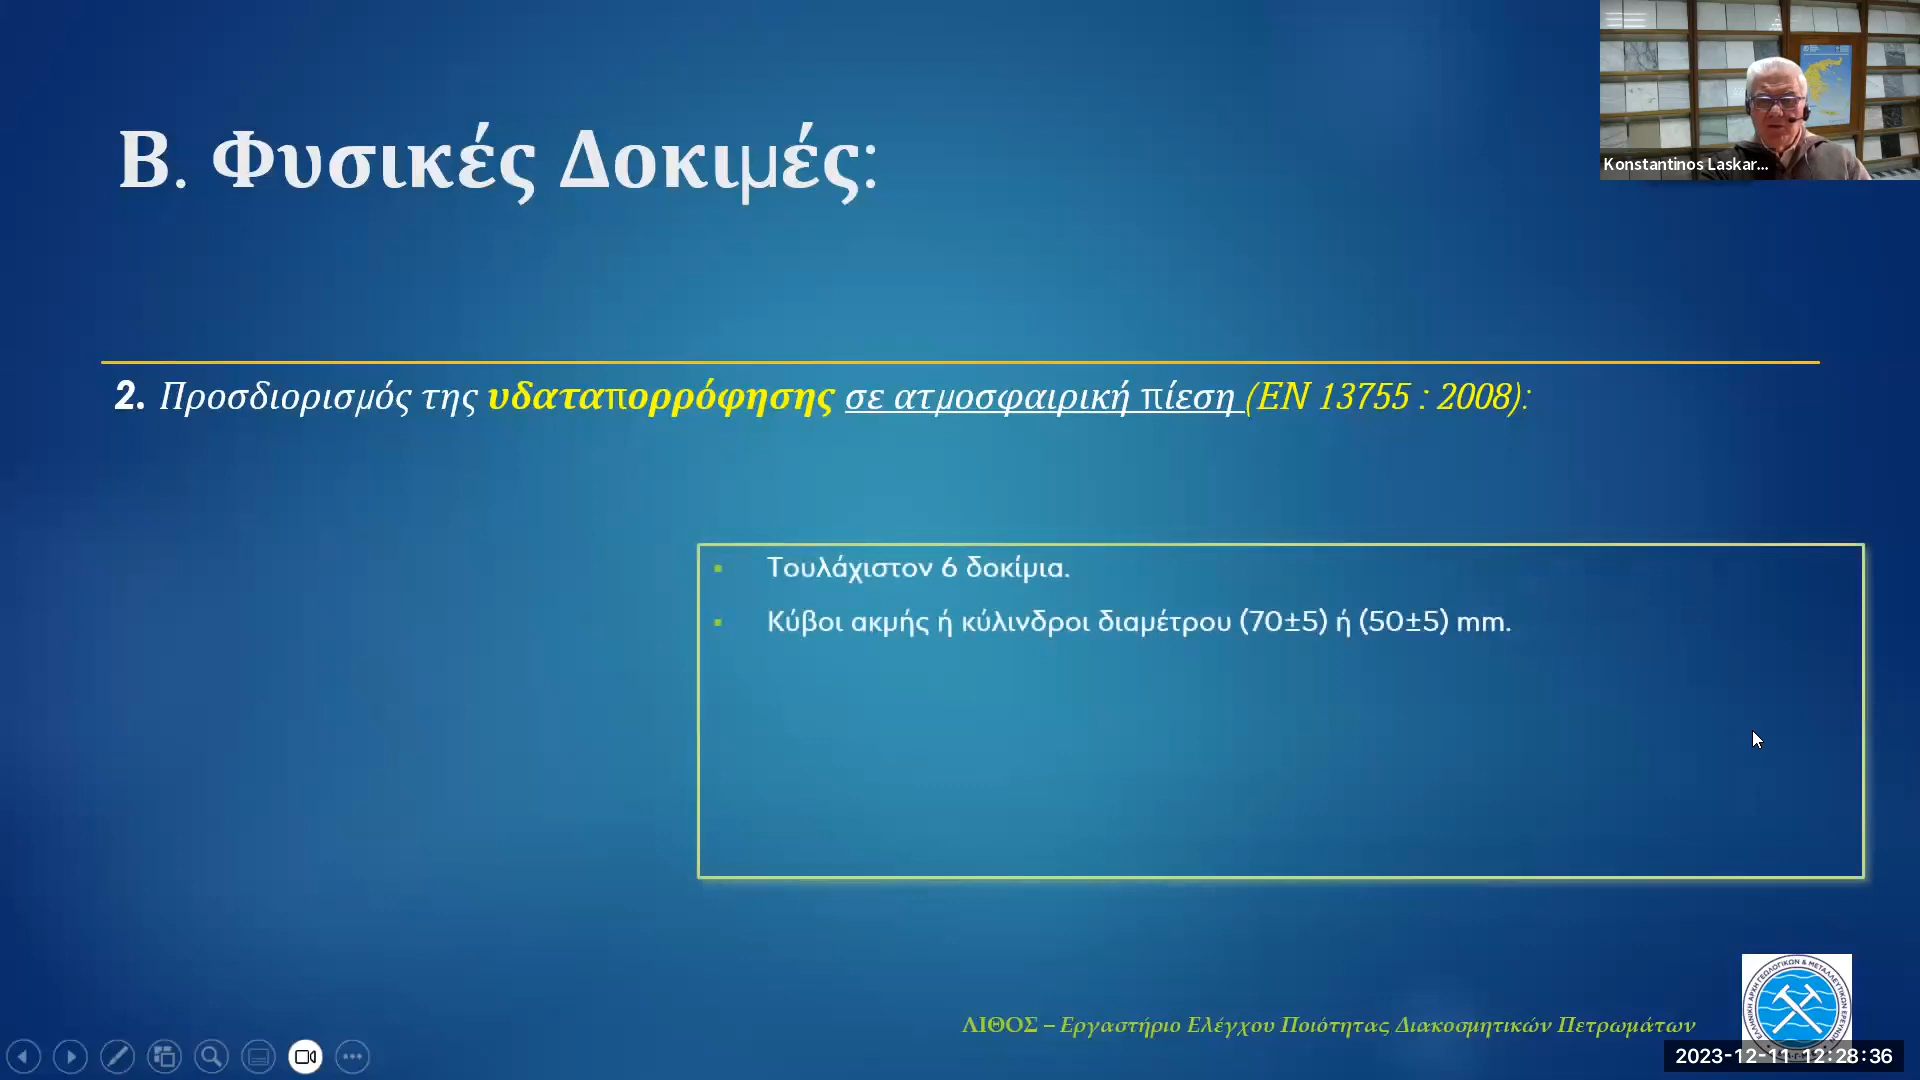 Konstantinos Laskar...
Β. Φυσικές Δοκιμές:
2. Προσδιορισμός της υδαταπορρόφησης σε ατμοσφαιρική πίεση (EN 13755 : 2008):
▪ Τουλάχιστον 6 δοκίμια.
▪ Κύβοι ακμής ή κύλινδροι διαμέτρου (70±5) ή (50±5) mm.
ΛΙΘΟΣ – Εργαστήριο Ελέγχου Ποιότητας Διακοσμητικών Πετρωμάτων
2023-12-11 12:28:36